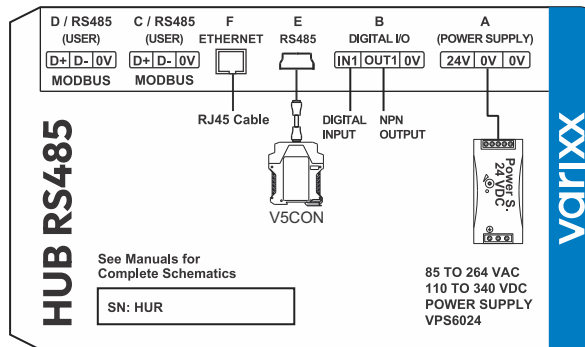 D / RS485
(USER)
D+ D- 0V
MODBUS
C / RS485
(USER)
D+ D- 0V
MODBUS
F
ETHERNET
RJ45 Cable
E
RS485
V5CON
B
DIGITAL I/O
IN1 OUT1 0V
DIGITAL
INPUT
NPN
OUTPUT
A
(POWER SUPPLY)
24V 0V 0V
Power S.
24 VDC
85 TO 264 VAC
110 TO 340 VDC
POWER SUPPLY
VPS6024
HUB RS485
See Manuals for
Complete Schematics
SN: HUR
varixx